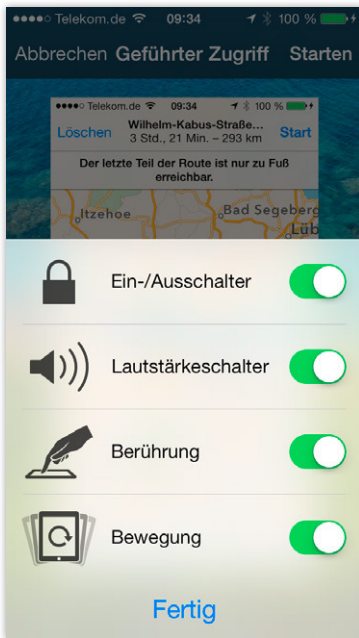 Telekom.de 09:34 100 %
Abbrechen Geführter Zugriff Starten
Telekom.de 09:34 100 %
Löschen Wilhelm-Kabus-Straße... Start
3 Std., 21 Min. – 293 km
Der letzte Teil der Route ist nur zu Fuß
erreichbar.
Itzehoe Bad Segeberg
Lüb
Ein-/Ausschalter
Lautstärkeschalter
Berührung
Bewegung
Fertig